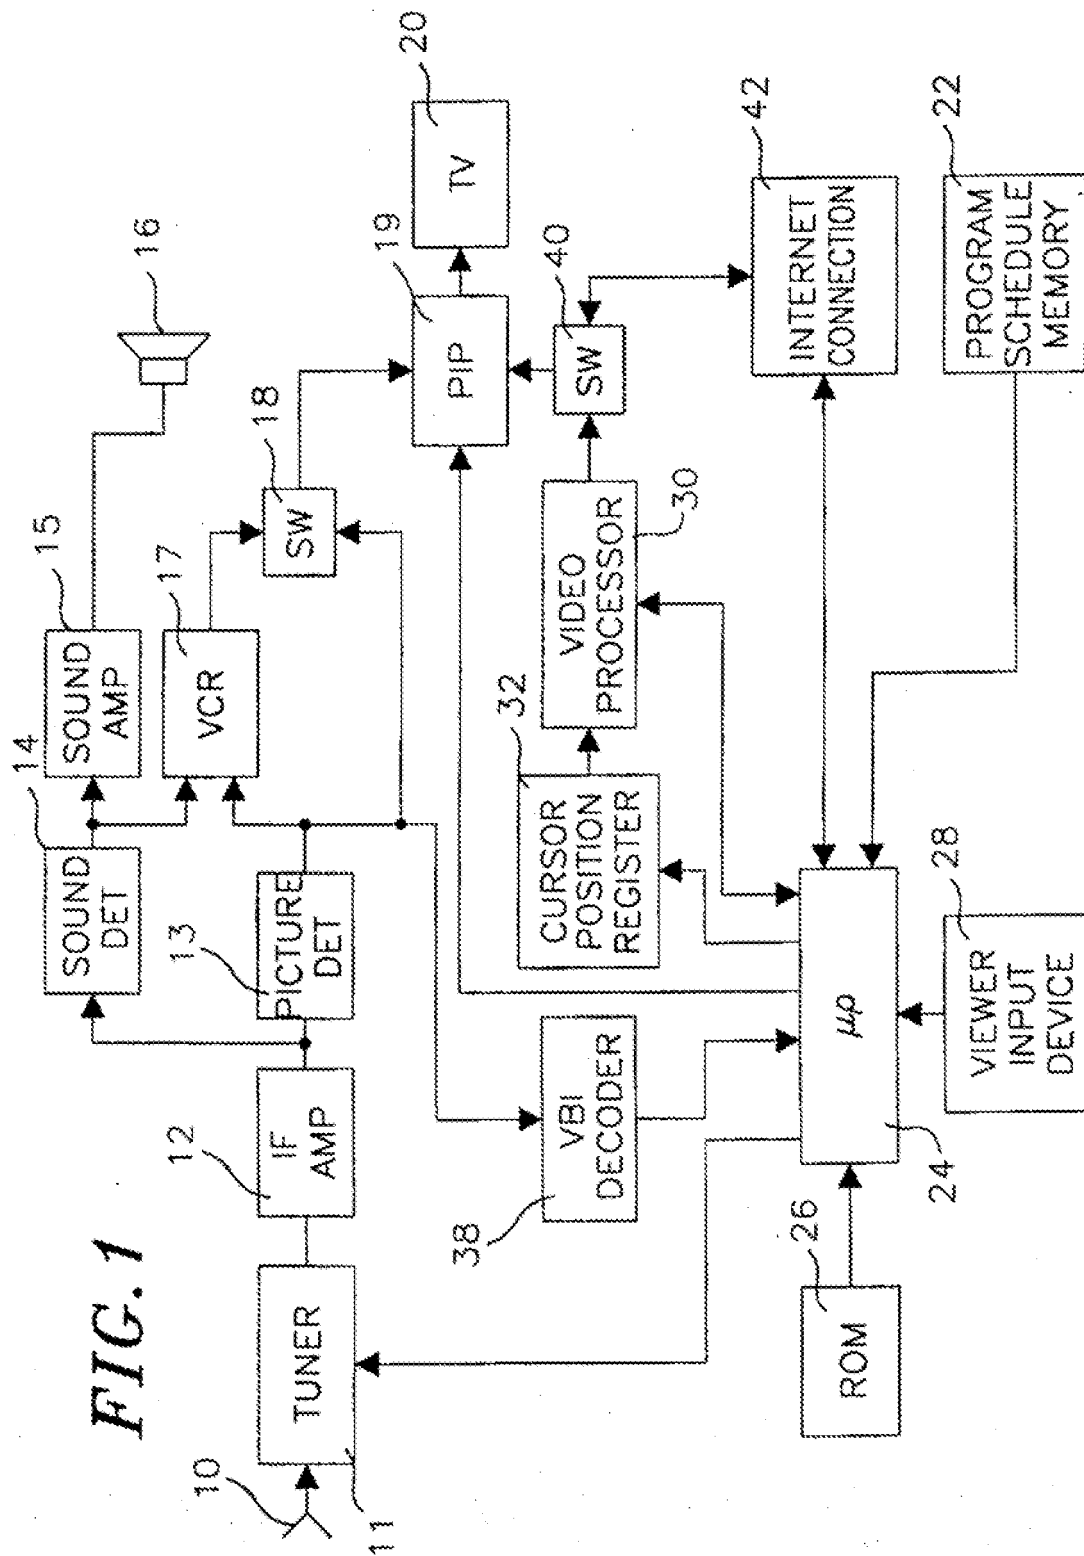 FIG.1
10
11
TUNER
12
IF
AMP
13
PICTURE
DET
14
SOUND
DET
15
SOUND
AMP
16
17
VCR
18
SW
19
PIP
20
TV
38
VBI
DECODER
32
CURSOR
POSITION
REGISTER
30
VIDEO
PROCESSOR
40
SW
26
ROM
24
μp
28
VIEWER
INPUT
DEVICE
42
INTERNET
CONNECTION
22
PROGRAM
SCHEDULE
MEMORY